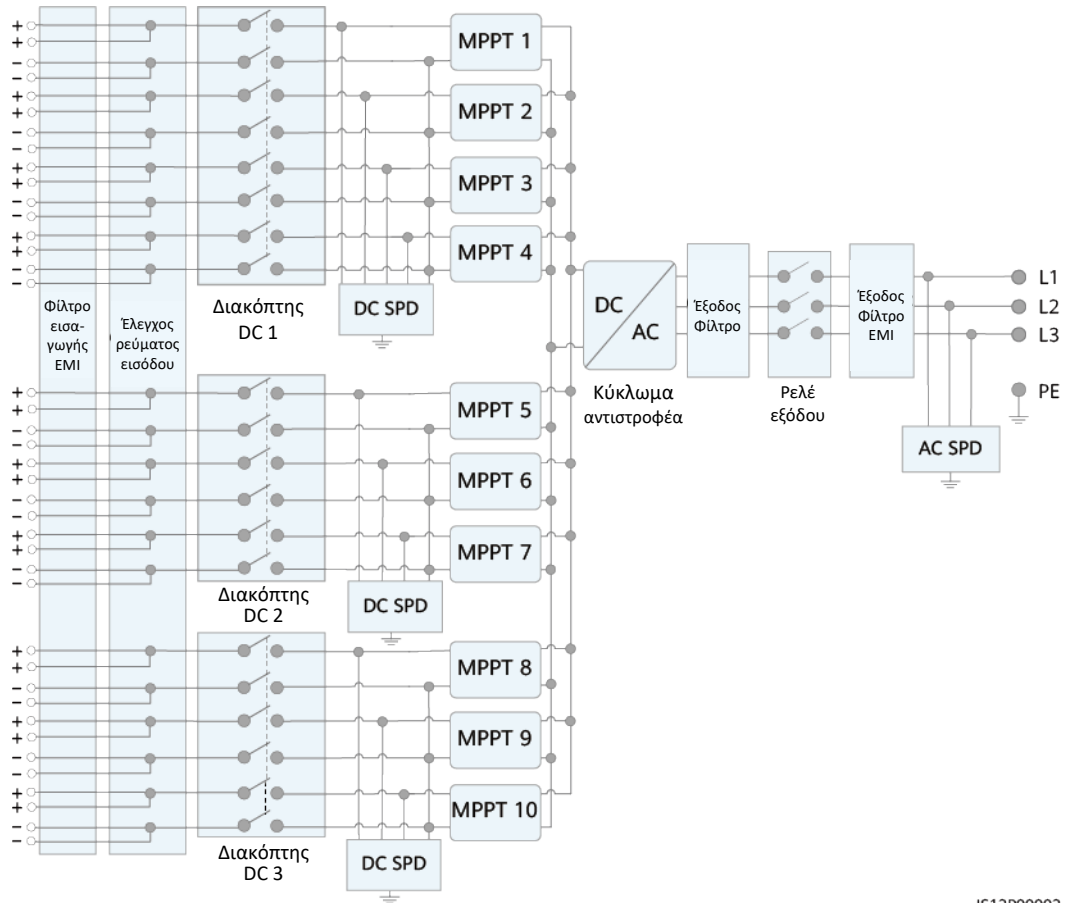 +
+
−
−
+
+
−
−
+
+
−
−
+
+
−
−
MPPT 1
MPPT 2
MPPT 3
MPPT 4
Διακόπτης
DC 1
DC SPD
Φίλτρο
εισα-
γωγής
EMI
Έλεγχος
ρεύματος
εισόδου
DC
AC
Κύκλωμα
αντιστροφέα
Έξοδος
Φίλτρο
Ρελέ
εξόδου
Έξοδος
Φίλτρο
EMI
L1
L2
L3
PE
AC SPD
+
+
−
−
+
+
−
−
+
+
−
−
MPPT 5
MPPT 6
MPPT 7
Διακόπτης
DC 2
DC SPD
+
+
−
−
+
+
−
−
+
+
−
−
MPPT 8
MPPT 9
MPPT 10
Διακόπτης
DC 3
DC SPD